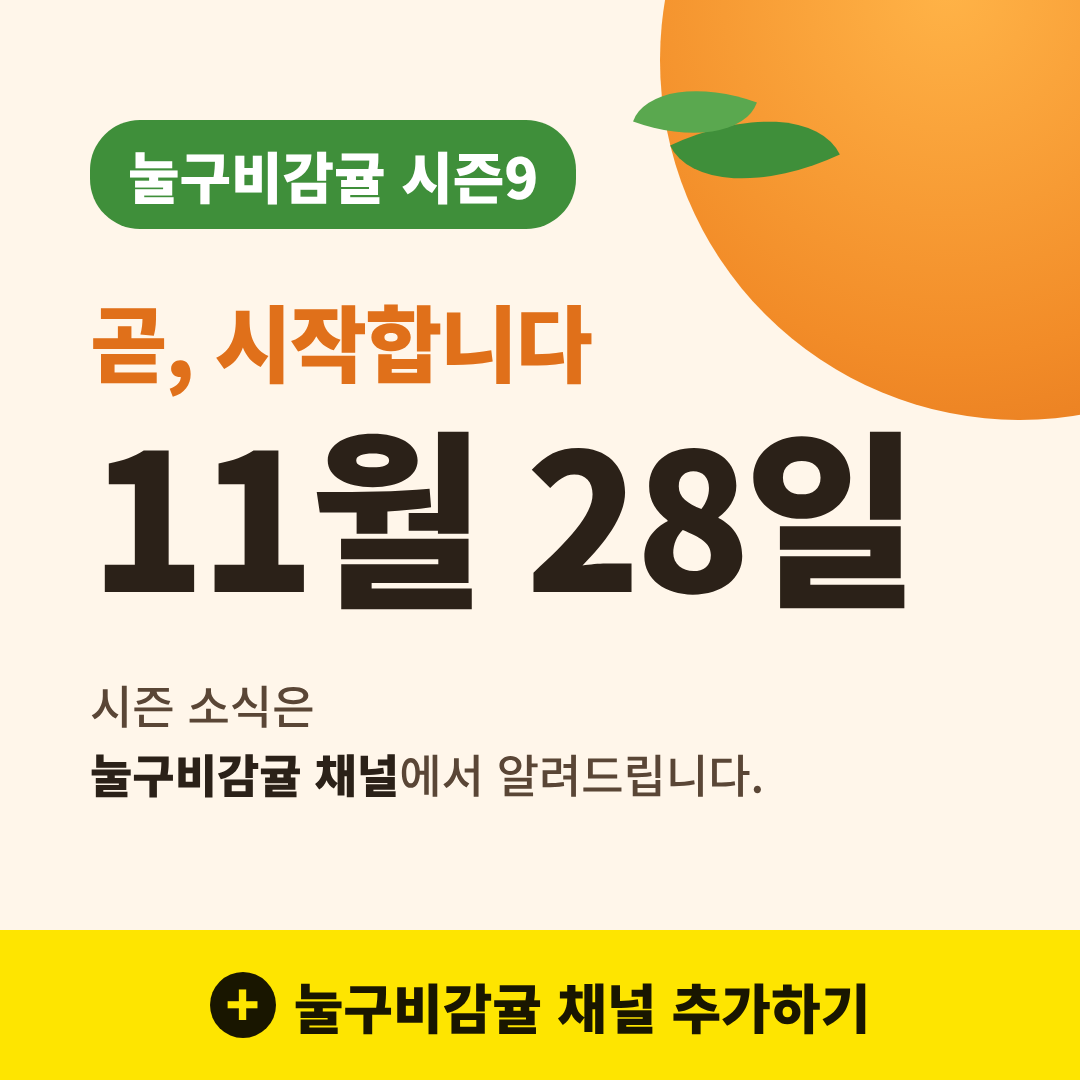 눌구비감귤 시즌9
곧, 시작합니다
11월 28일
시즌 소식은
눌구비감귤 채널에서 알려드립니다.
눌구비감귤 채널 추가하기